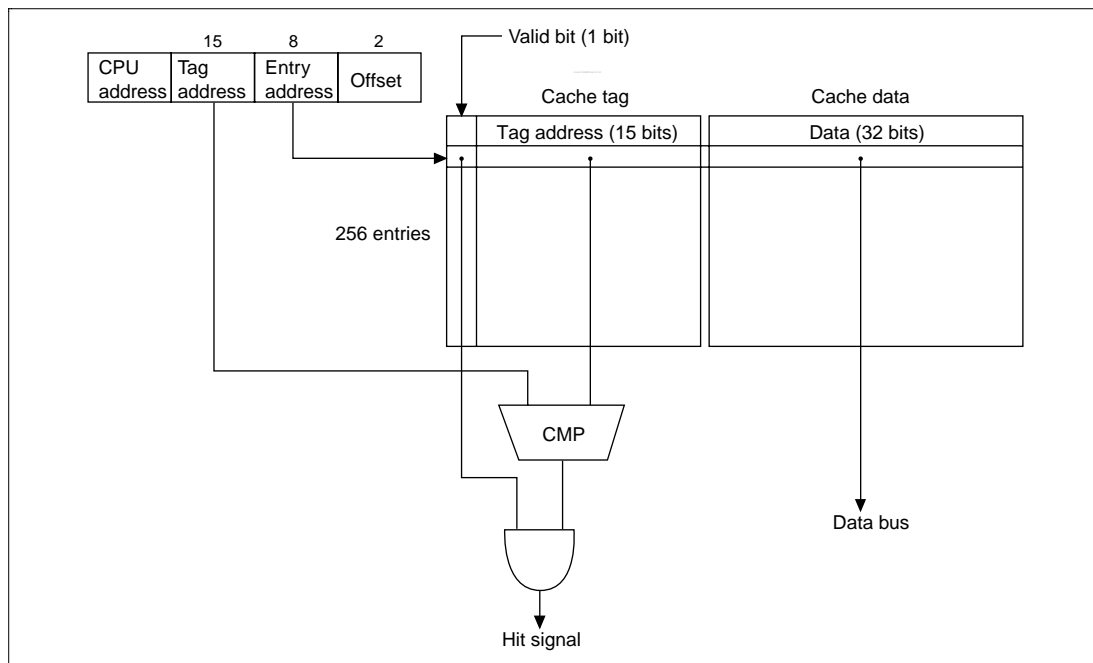 15 8 2
CPU address
Tag address
Entry address
Offset
Valid bit (1 bit)
Cache tag
Cache data
Tag address (15 bits)
Data (32 bits)
256 entries
CMP
Data bus
Hit signal